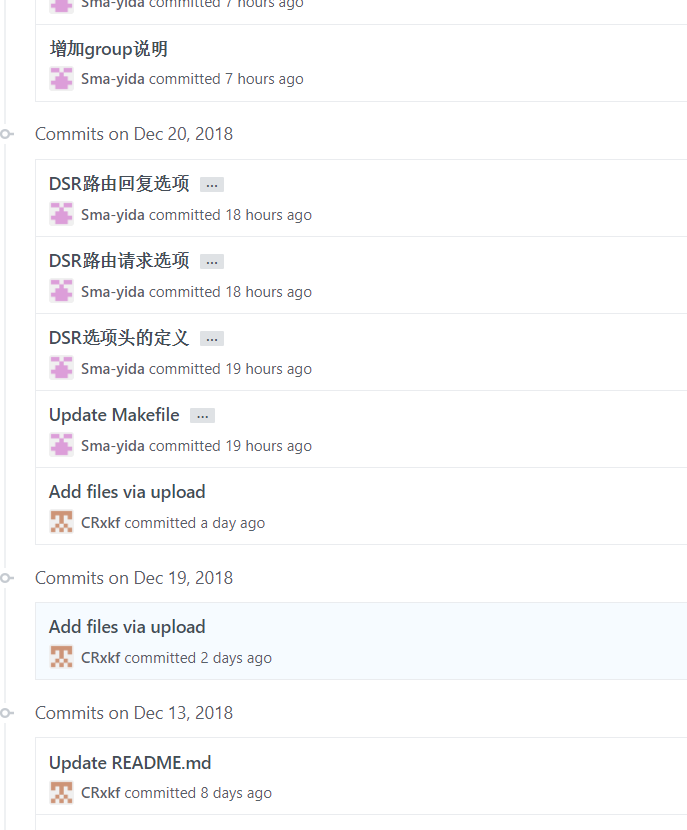 Sma-yida committed 7 hours ago
增加group说明
Sma-yida committed 7 hours ago
Commits on Dec 20, 2018
DSR路由回复选项 …
Sma-yida committed 18 hours ago
DSR路由请求选项 …
Sma-yida committed 18 hours ago
DSR选项头的定义 …
Sma-yida committed 19 hours ago
Update Makefile …
Sma-yida committed 19 hours ago
Add files via upload
CRxkf committed a day ago
Commits on Dec 19, 2018
Add files via upload
CRxkf committed 2 days ago
Commits on Dec 13, 2018
Update README.md
CRxkf committed 8 days ago